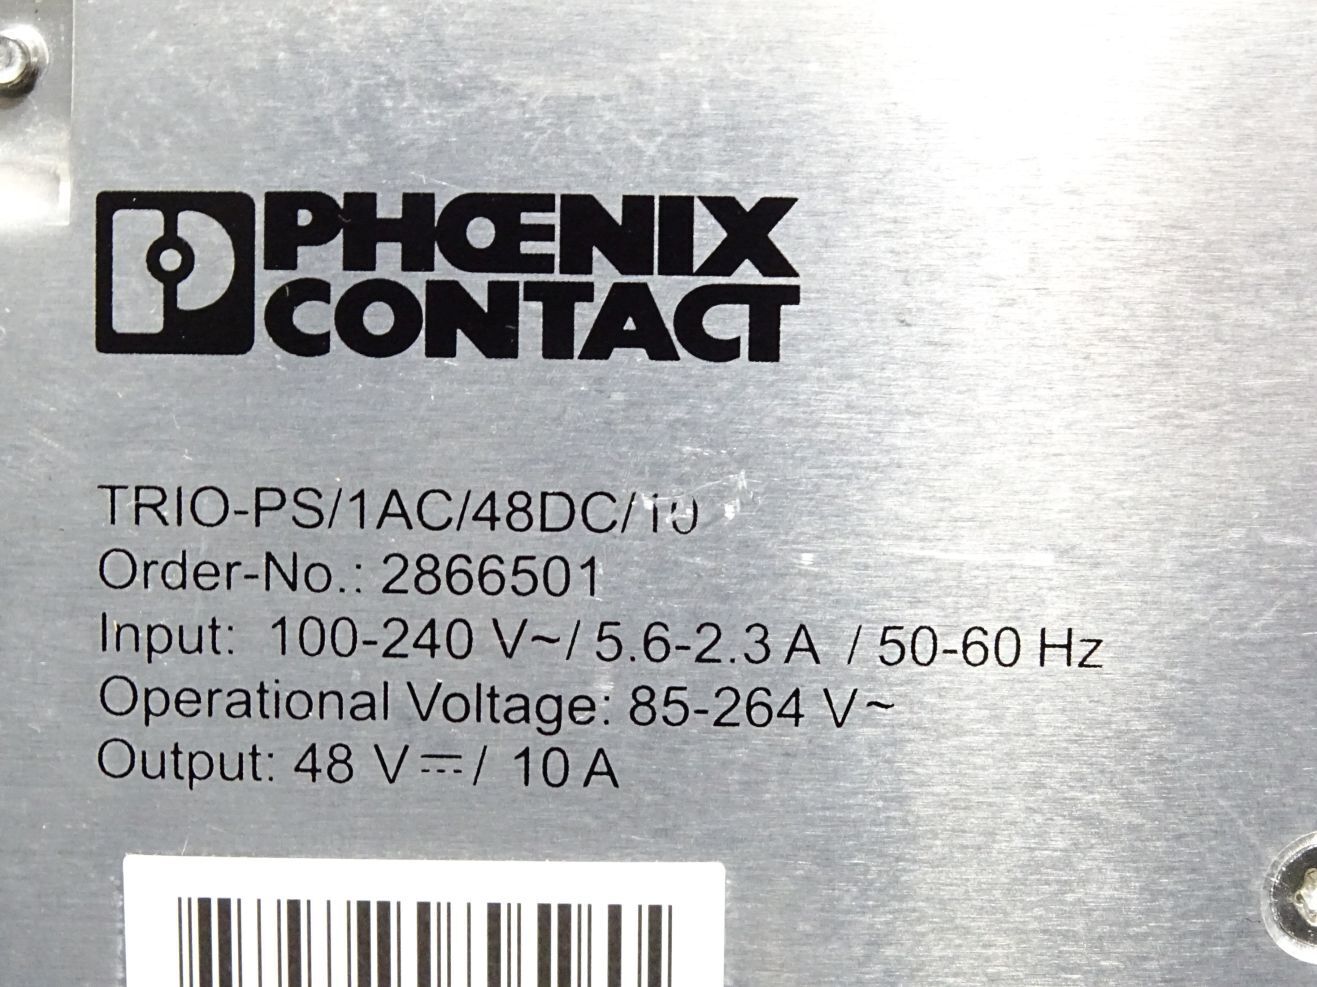 PHŒNIX
CONTACT
TRIO-PS/1AC/48DC/10
Order-No.: 2866501
Input: 100-240 V~/ 5.6-2.3 A / 50-60 Hz
Operational Voltage: 85-264 V~
Output: 48 V⎓/ 10 A